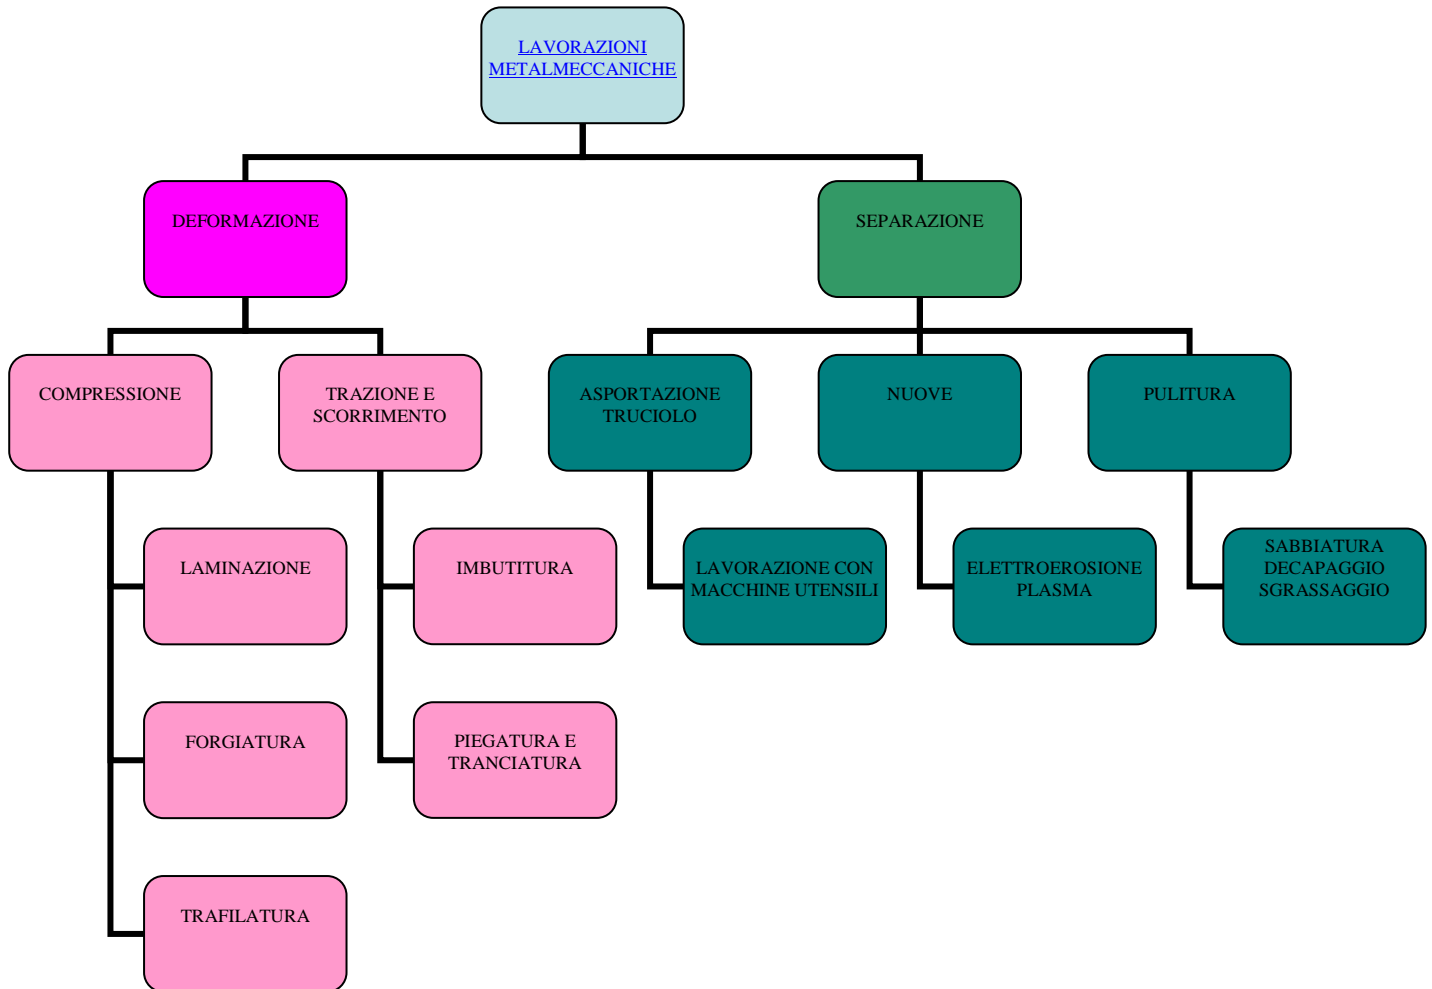 LAVORAZIONI
METALMECCANICHE
DEFORMAZIONE
SEPARAZIONE
COMPRESSIONE
TRAZIONE E
SCORRIMENTO
ASPORTAZIONE
TRUCIOLO
NUOVE
PULITURA
LAMINAZIONE
IMBUTITURA
LAVORAZIONE CON
MACCHINE UTENSILI
ELETTROEROSIONE
PLASMA
SABBIATURA
DECAPAGGIO
SGRASSAGGIO
FORGIATURA
PIEGATURA E
TRANCIATURA
TRAFILATURA